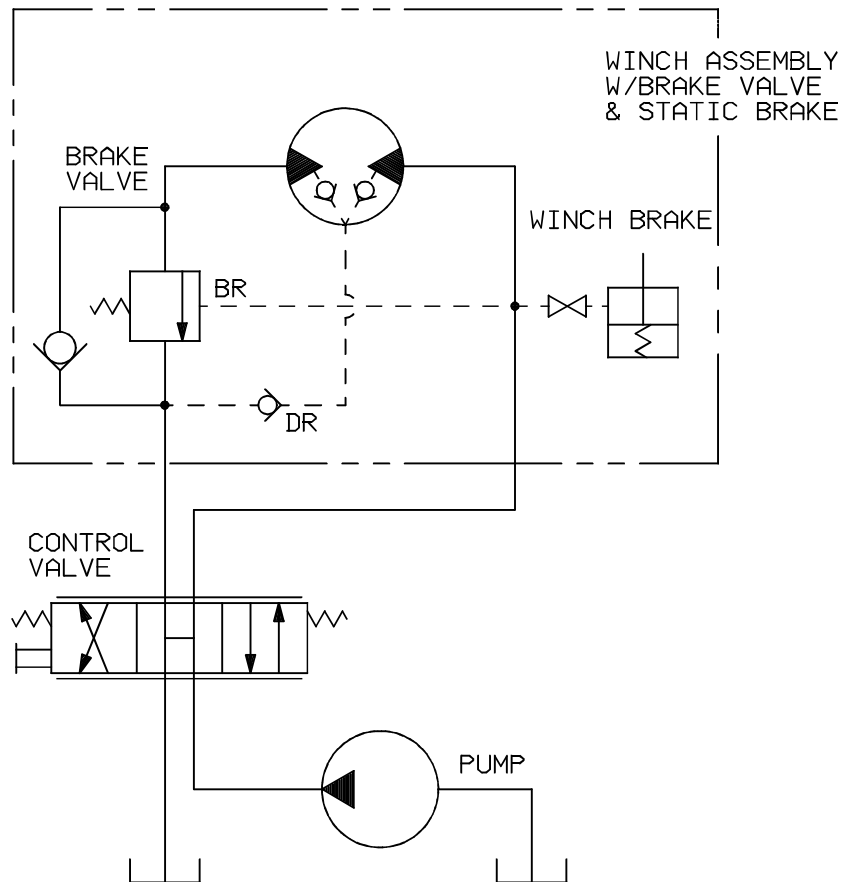 WINCH ASSEMBLY
W/BRAKE VALVE
& STATIC BRAKE
BRAKE
VALVE
WINCH BRAKE
BR
DR
CONTROL
VALVE
PUMP